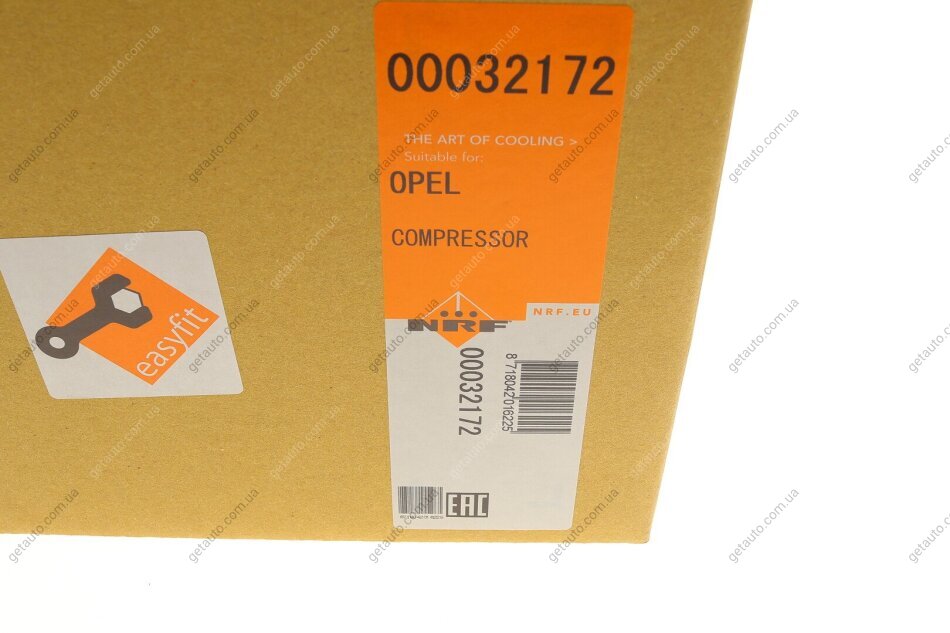 00032172
THE ART OF COOLING >
Suitable for:
OPEL
COMPRESSOR
NRF
NRF.EU
easyfit
00032172
8 718042 016225
EAC
getauto.com.ua